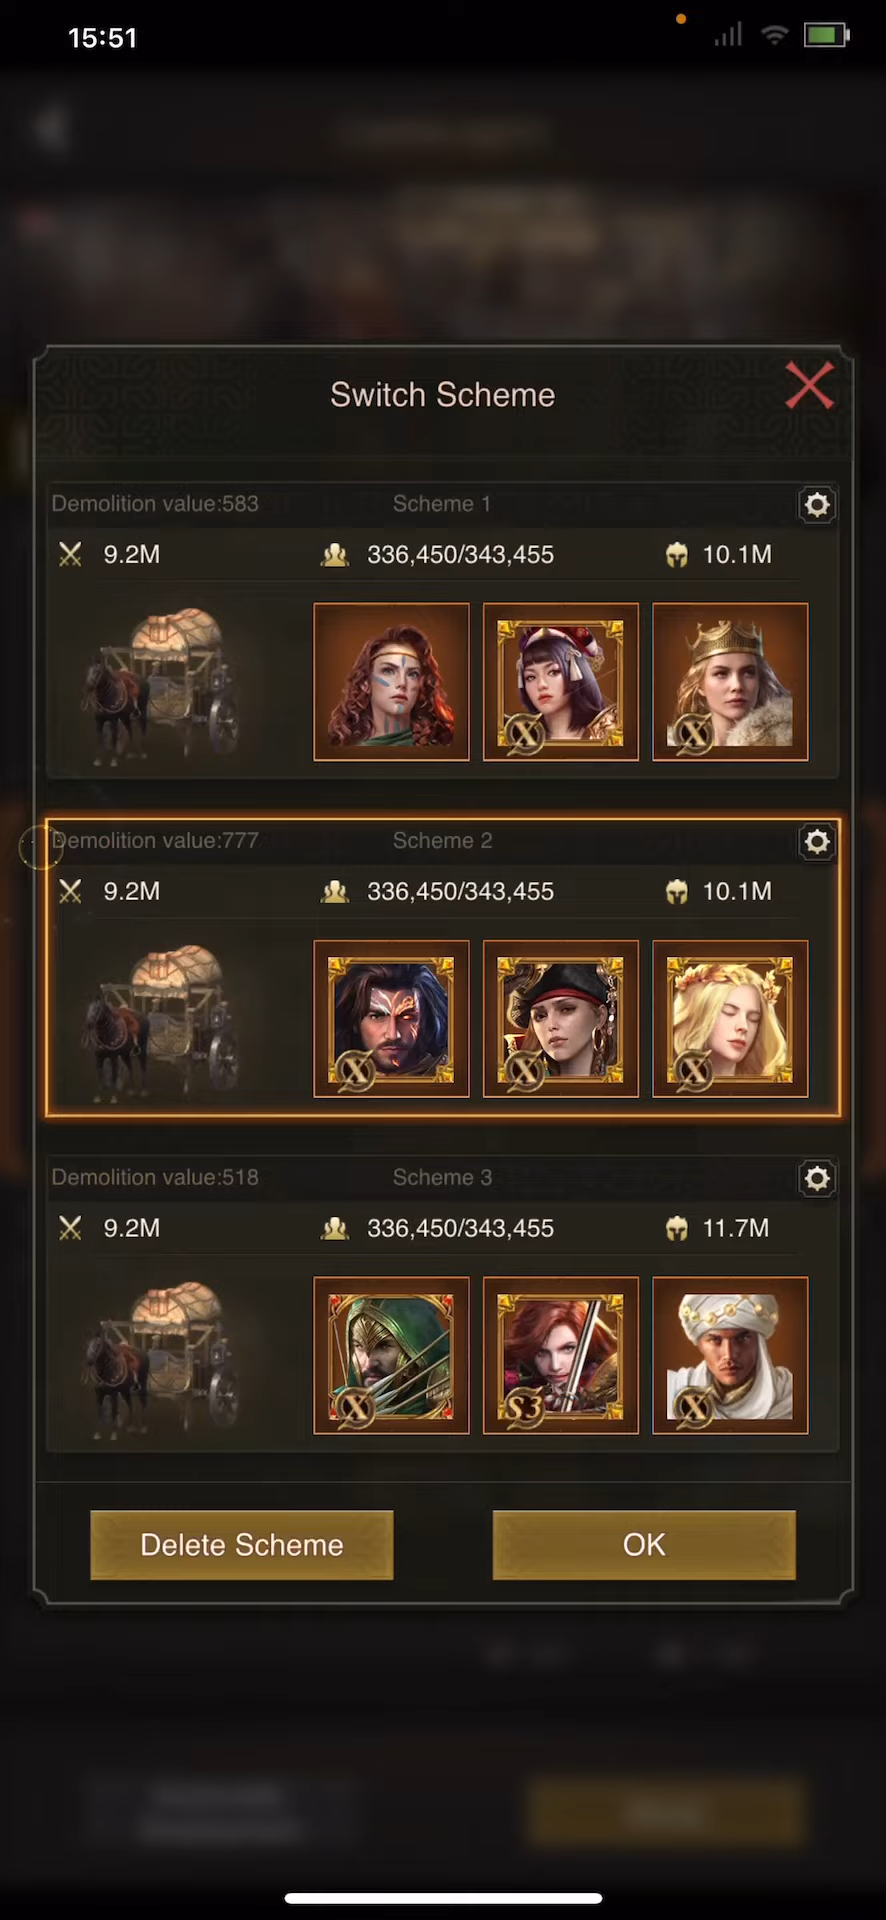 15:51
Switch Scheme
Demolition value:583 Scheme 1
9.2M 336,450/343,455 10.1M
X X
Demolition value:777 Scheme 2
9.2M 336,450/343,455 10.1M
X X X
Demolition value:518 Scheme 3
9.2M 336,450/343,455 11.7M
X S3 X
Delete Scheme OK